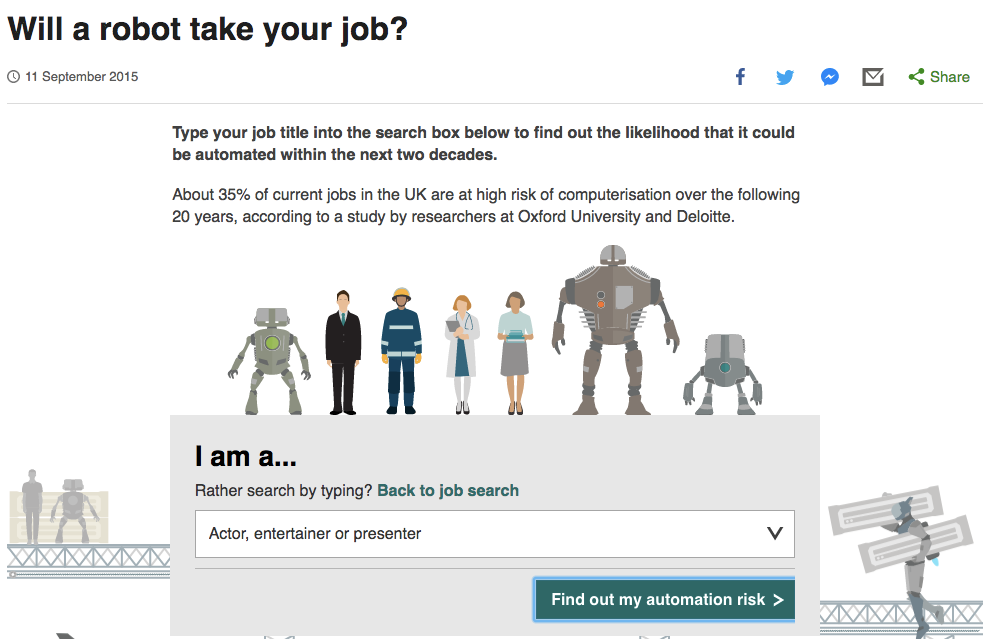 Will a robot take your job?
11 September 2015
Share
Type your job title into the search box below to find out the likelihood that it could
be automated within the next two decades.
About 35% of current jobs in the UK are at high risk of computerisation over the following
20 years, according to a study by researchers at Oxford University and Deloitte.
I am a...
Rather search by typing? Back to job search
Actor, entertainer or presenter
Find out my automation risk >